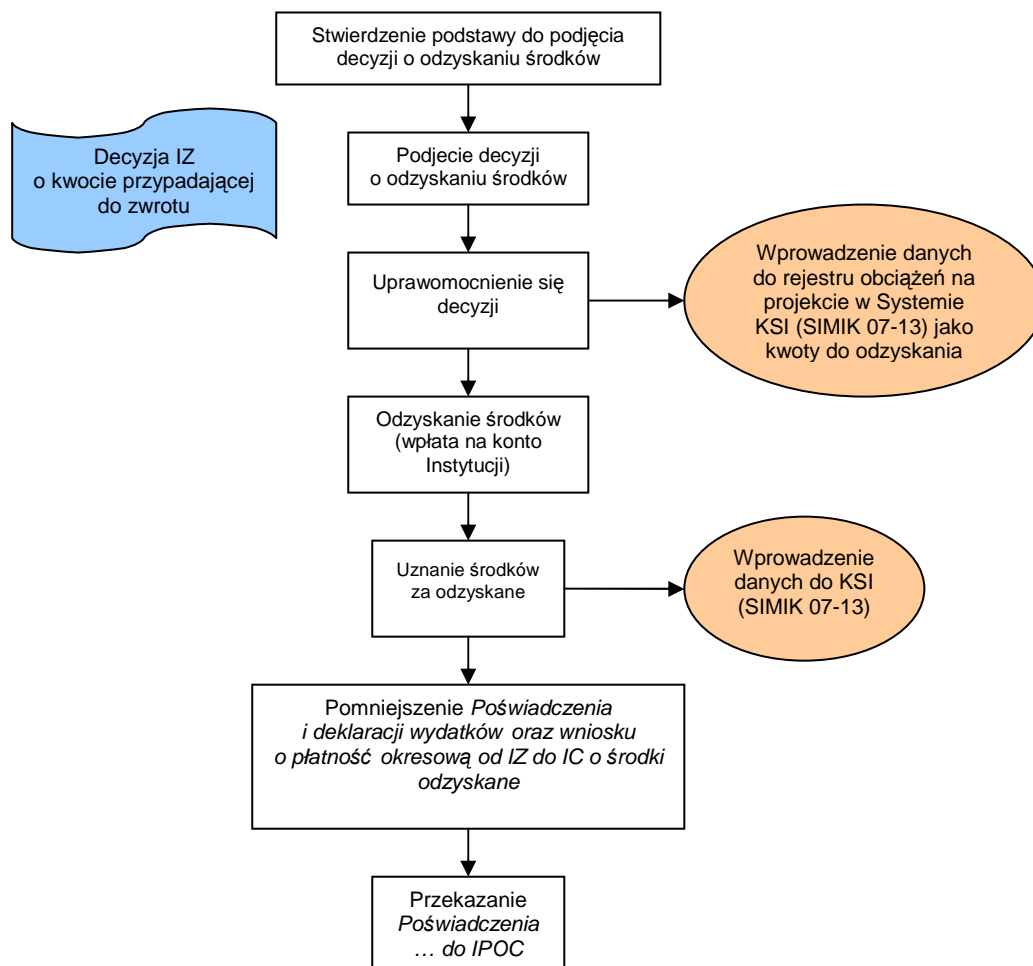 Stwierdzenie podstawy do podjęcia
decyzji o odzyskaniu środków
Decyzja IZ
o kwocie przypadającej
do zwrotu
Podjecie decyzji
o odzyskaniu środków
Uprawomocnienie się
decyzji
Wprowadzenie danych
do rejestru obciążeń na
projekcie w Systemie
KSI (SIMIK 07-13) jako
kwoty do odzyskania
Odzyskanie środków
(wpłata na konto
Instytucji)
Uznanie środków
za odzyskane
Wprowadzenie
danych do KSI
(SIMIK 07-13)
Pomniejszenie Poświadczenia
i deklaracji wydatków oraz wniosku
o płatność okresową od IZ do IC o środki
odzyskane
Przekazanie
Poświadczenia
… do IPOC